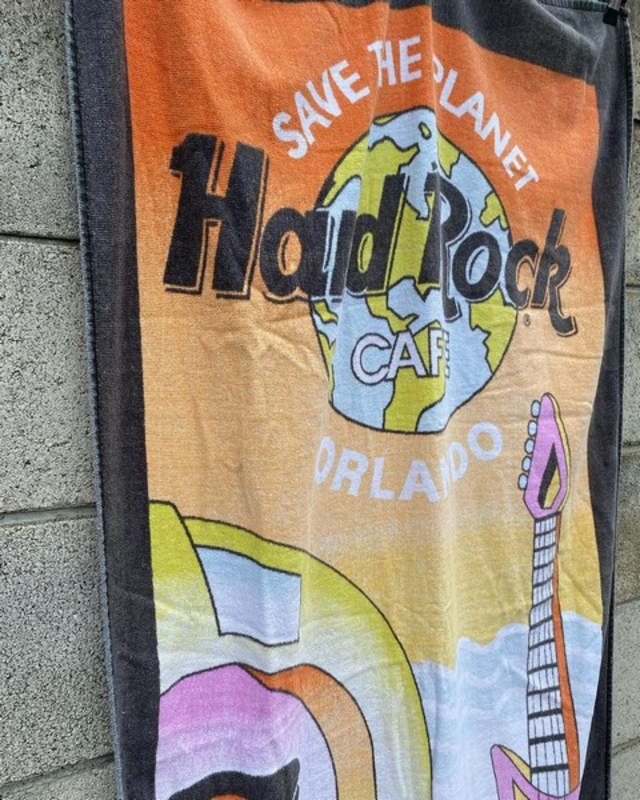 SAVE THE PLANET
Hard Rock
®
CAFE
ORLANDO